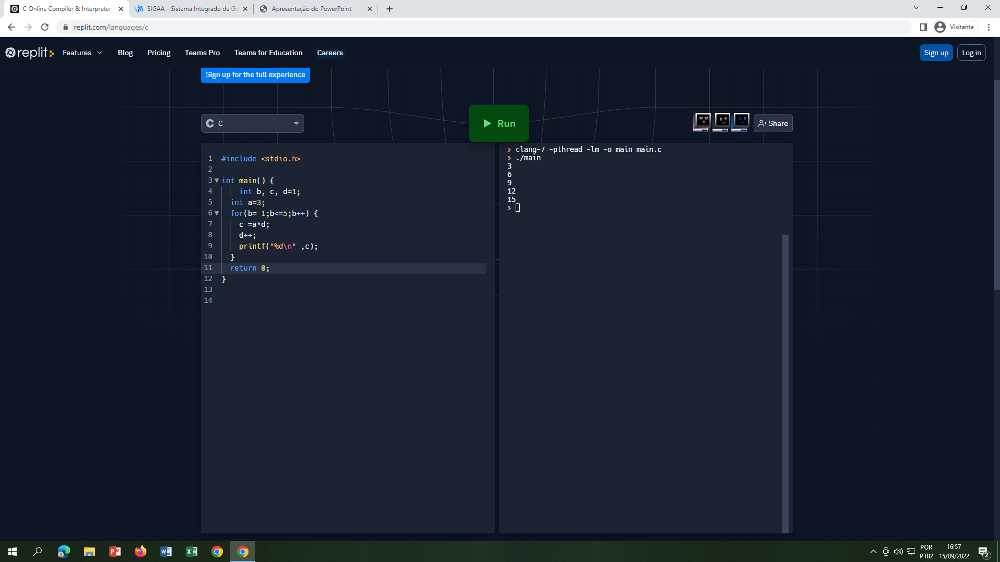 C Online Compiler & Interpreter
SIGAA - Sistema Integrado de Ge
Apresentação do PowerPoint
replit.com/languages/c
Visitante
replit
Features
Blog
Pricing
Teams Pro
Teams for Education
Careers
Sign up
Log in
Sign up for the full experience
C
Run
Share
1 #include <stdio.h>
2
3 int main() {
4 int b, c, d=1;
5 int a=3;
6 for(b= 1;b<=5;b++) {
7 c =a*d;
8 d++;
9 printf("%d\n" ,c);
10 }
11 return 0;
12 }
13
14
clang-7 -pthread -lm -o main main.c
./main
3
6
9
12
15
POR
PTB2
16:57
15/09/2022
2